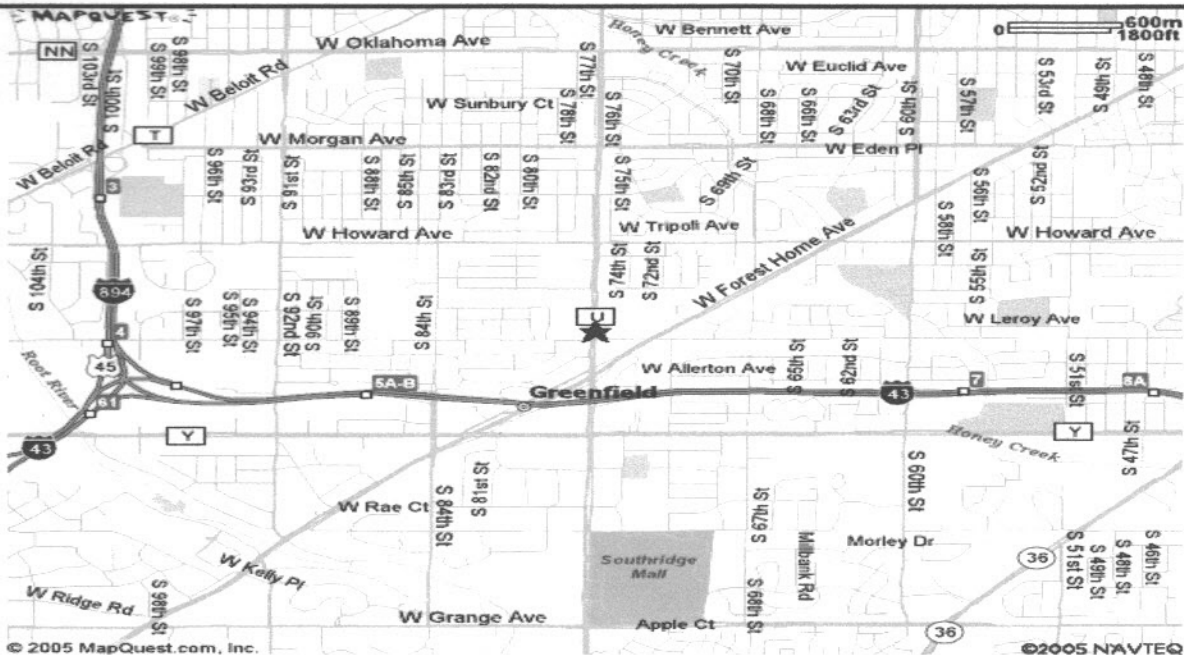 MAPQUEST
600m
0 1800ft
NN
S 103rd St
S 100th St
S 99th St
S 98th St
W Oklahoma Ave
W Beloit Rd
S 77th St
Honey Creek
W Bennett Ave
S 70th St
W Euclid Ave
S 68th St
S 66th St
S 63rd St
S 60th St
S 57th St
S 53rd St
S 49th St
S 48th St
W Sunbury Ct
S 78th St
S 76th St
T
W Morgan Ave
W Eden Pl
W Beloit Rd
3
S 96th St
S 93rd St
S 91st St
S 88th St
S 85th St
S 83rd St
S 82nd St
S 80th St
S 75th St
S 69th St
S 58th St
S 56th St
S 52nd St
W Howard Ave
W Tripoli Ave
W Howard Ave
S 104th St
894
S 74th St
S 72nd St
W Forest Home Ave
S 55th St
S 97th St
S 95th St
S 94th St
S 92nd St
S 90th St
S 89th St
S 84th St
U
W Leroy Ave
4
45
Root River
61
5A-B
Greenfield
W Allerton Ave
S 65th St
S 62nd St
43
7
S 51st St
8A
43
Y
Honey Creek
Y
S 47th St
W Rae Ct
S 84th St
S 81st St
S 60th St
S 67th St
Milbank Rd
Morley Dr
36
S 51st St
S 49th St
S 48th St
S 46th St
Southridge
Mall
W Kelly Pl
W Ridge Rd
S 98th St
W Grange Ave
Apple Ct
S 68th St
36
© 2005 MapQuest.com, Inc.
©2005 NAVTEQ